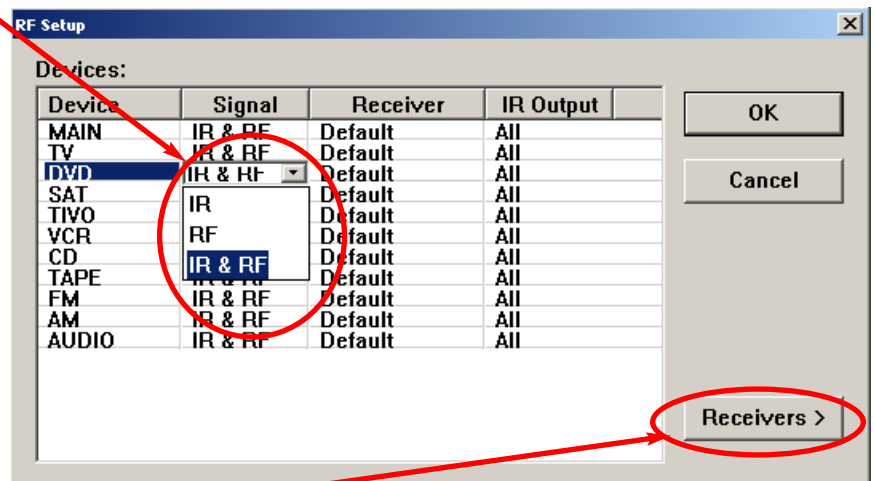 RF Setup
Devices:
Device Signal Receiver IR Output
MAIN IR & RF Default All
TV IR & RF Default All
DVD IR & RF Default All
SAT Default All
TIVO Default All
VCR Default All
CD Default All
TAPE Default All
FM IR & RF Default All
AM IR & RF Default All
AUDIO IR & RF Default All
IR
RF
IR & RF
OK
Cancel
Receivers >